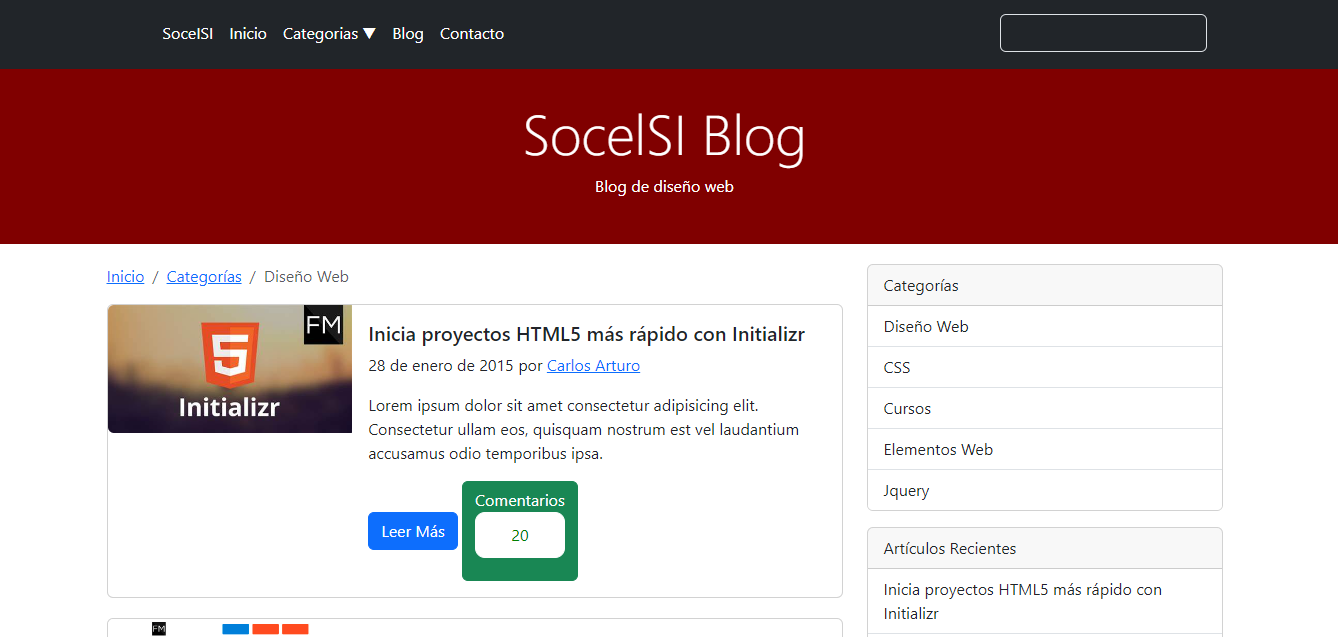 SocelSI Inicio Categorias ▼ Blog Contacto
SocelSI Blog
Blog de diseño web
Inicio / Categorías / Diseño Web
FM
5
Initializr
Inicia proyectos HTML5 más rápido con Initializr
28 de enero de 2015 por Carlos Arturo
Lorem ipsum dolor sit amet consectetur adipisicing elit.
Consectetur ullam eos, quisquam nostrum est vel laudantium
accusamus odio temporibus ipsa.
Leer Más
Comentarios
20
FM
Categorías
Diseño Web
CSS
Cursos
Elementos Web
Jquery
Artículos Recientes
Inicia proyectos HTML5 más rápido con
Initializr